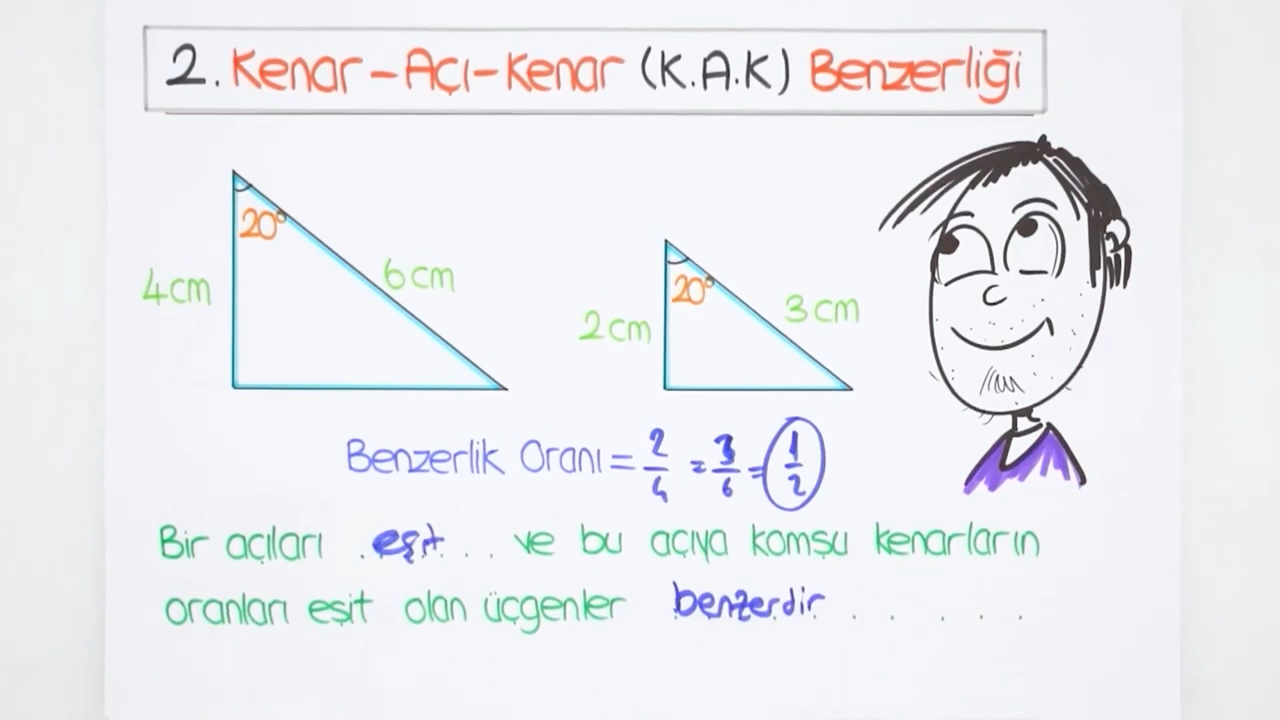 2. Kenar-Açı-Kenar (K.A.K) Benzerliği
20°
4cm
6cm
20°
2cm
3cm
Benzerlik Oranı = 2/4 = 3/6 = 1/2
Bir açıları .eşit... ve bu açıya komşu kenarların
oranları eşit olan üçgenler benzerdir . . . . .